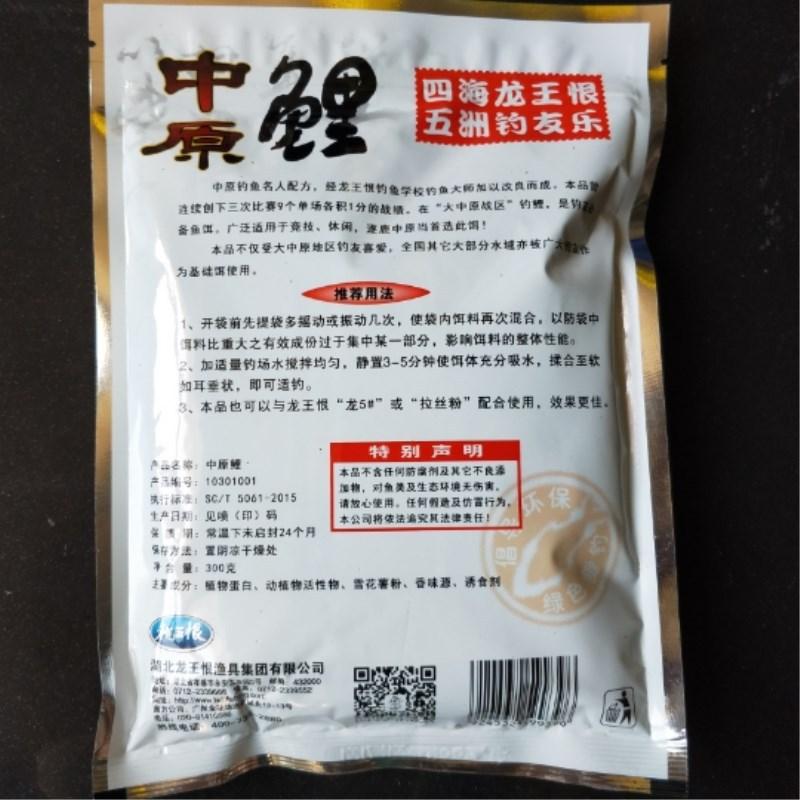 中原鲤
四海龙王恨
五洲钓友乐
中原钓鱼名人配方，经龙王恨钓鱼学校钓鱼大师加以改良而成。本品曾
连续创下三次比赛9个单场各积1分的战绩。在“大中原战区”钓鲤，是钓
备鱼饵。广泛适用于竞技、休闲，逐鹿中原当首选此饵！
本品不仅受大中原地区钓友喜爱，全国其它大部分水域亦被广
为基础饵使用。
推荐用法
1、开袋前先提袋多摇动或振动几次，使袋内饵料再次混合，以防袋中
饵料比重大之有效成份过于集中某一部分，影响饵料的整体性能。
2、加适量钓场水搅拌均匀，静置3-5分钟使饵体充分吸水，揉合至软
如耳垂状，即可适钓。
3、本品也可以与龙王恨“龙5#”或“拉丝粉”配合使用，效果更佳。
特别声明
本品不含任何防腐剂及其它不良添
加物，对鱼类及生态环境无伤害，
请放心使用。任何假造及仿冒行为，
本公司将依法追究其法律责任！
产品名称：中原鲤
产品编号：10301001
执行标准：SC/T 5061-2015
生产日期：见喷（印）码
保质期：常温下未启封24个月
保存方法：置阴凉干燥处
净含量：300克
主要成分：植物蛋白、动植物活性物、雪花薯粉、香味源、诱食剂
倡 环保
绿色
龙王恨
湖北龙王恨渔具集团有限公司
邮编：432000
0712-2339552